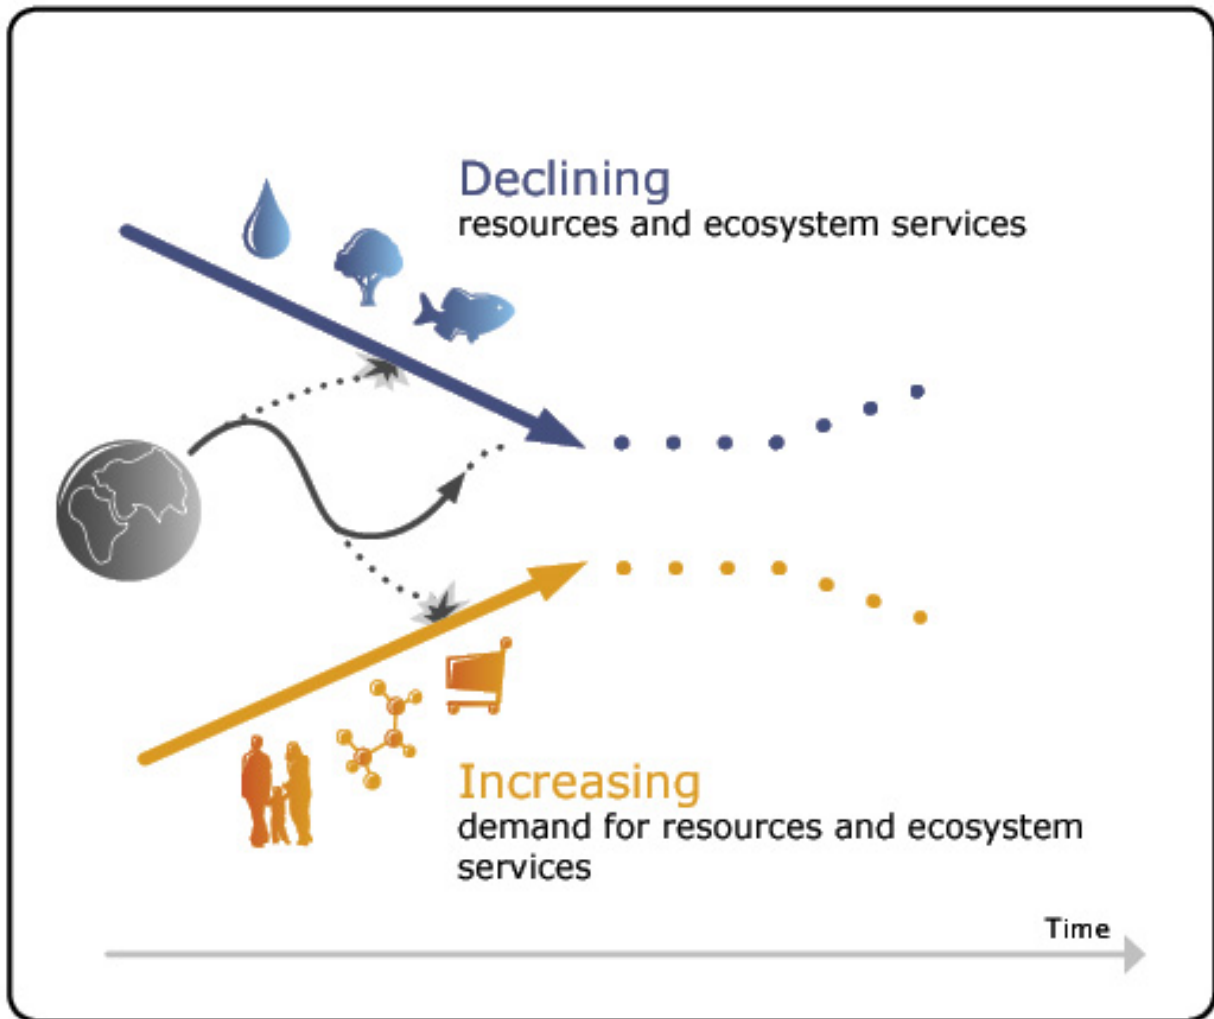 Declining
resources and ecosystem services
Increasing
demand for resources and ecosystem
services
Time